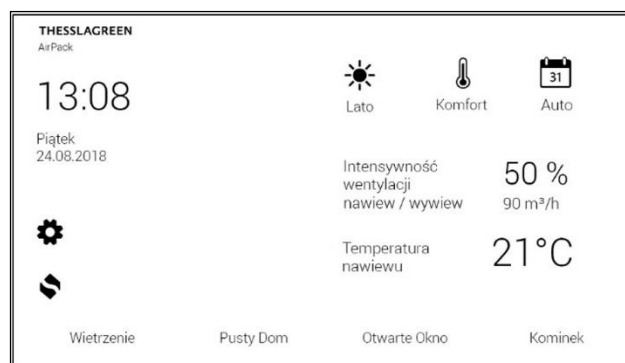 THESSLAGREEN
AirPack
13:08
Piątek
24.08.2018
31
Lato
Komfort
Auto
Intensywność
wentylacji
nawiew / wywiew
50 %
90 m³/h
Temperatura
nawiewu
21°C
Wietrzenie
Pusty Dom
Otwarte Okno
Kominek